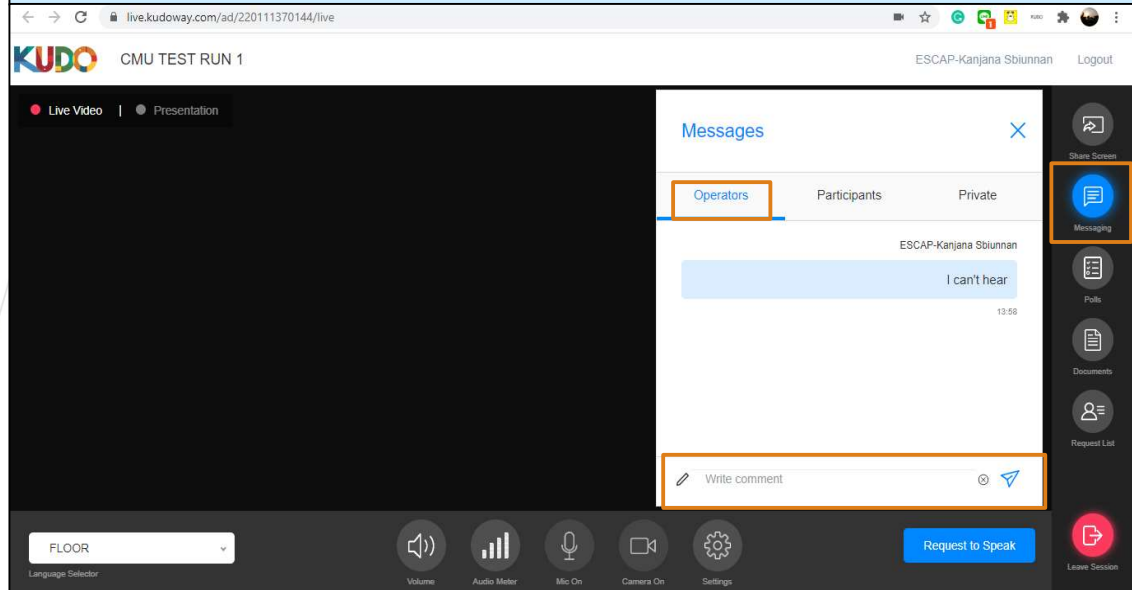 live.kudoway.com/ad/220111370144/live
KUDO CMU TEST RUN 1
ESCAP-Kanjana Sbiunnan Logout
Live Video | Presentation
Messages
Operators Participants Private
ESCAP-Kanjana Sbiunnan
I can't hear
13:58
Write comment
Share Screen
Messaging
Polls
Documents
Request List
FLOOR
Language Selector
Volume
Audio Meter
Mic On
Camera On
Settings
Request to Speak
Leave Session